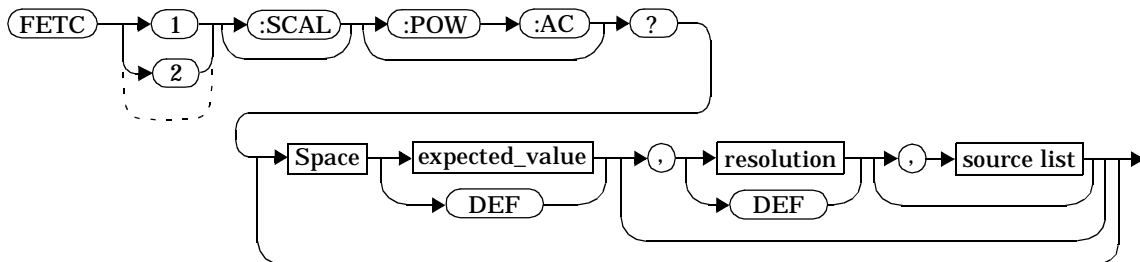 FETC 1 :SCAL :POW :AC ?
2
Space expected_value , resolution , source list
DEF DEF